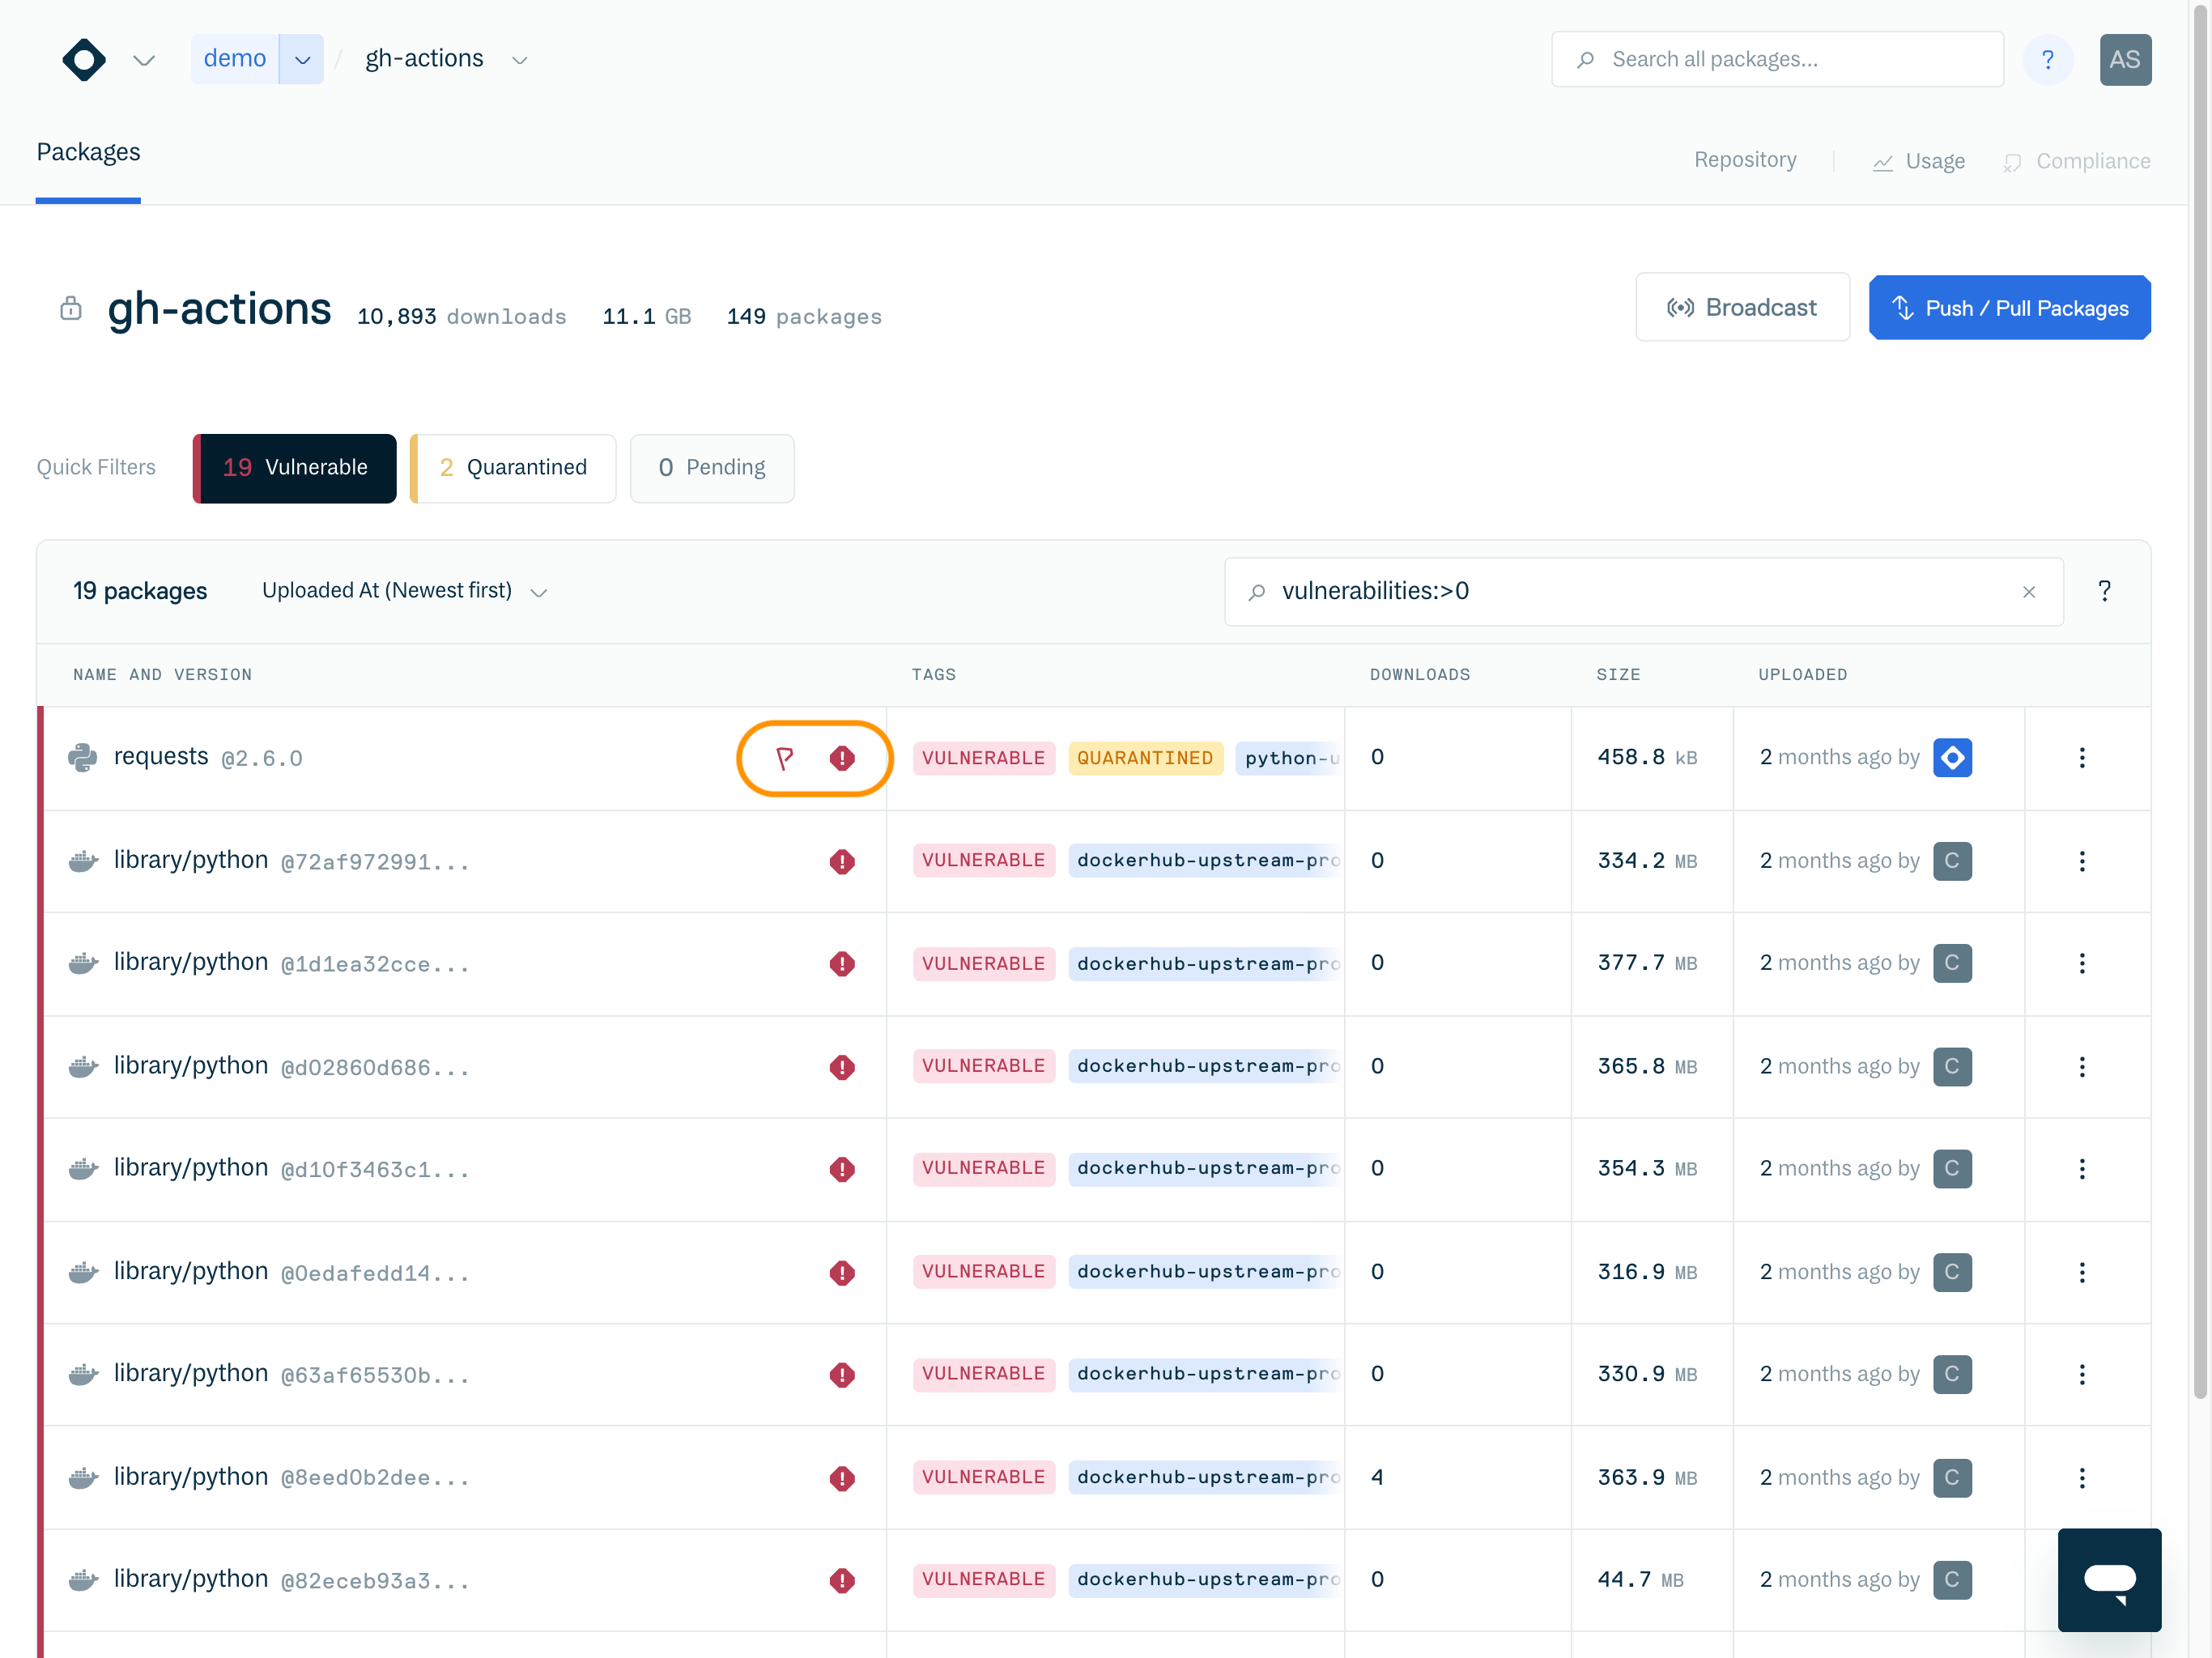 demo / gh-actions
Search all packages...
?
AS
Packages
Repository
Usage
Compliance
gh-actions 10,893 downloads 11.1 GB 149 packages
Broadcast
Push / Pull Packages
Quick Filters 19 Vulnerable 2 Quarantined 0 Pending
19 packages Uploaded At (Newest first) vulnerabilities:>0 ?
NAME AND VERSION TAGS DOWNLOADS SIZE UPLOADED
requests @2.6.0 VULNERABLE QUARANTINED python-u 0 458.8 kB 2 months ago by
library/python @72af972991... VULNERABLE dockerhub-upstream-pro 0 334.2 MB 2 months ago by C
library/python @1d1ea32cce... VULNERABLE dockerhub-upstream-pro 0 377.7 MB 2 months ago by C
library/python @d02860d686... VULNERABLE dockerhub-upstream-pro 0 365.8 MB 2 months ago by C
library/python @d10f3463c1... VULNERABLE dockerhub-upstream-pro 0 354.3 MB 2 months ago by C
library/python @0edafedd14... VULNERABLE dockerhub-upstream-pro 0 316.9 MB 2 months ago by C
library/python @63af65530b... VULNERABLE dockerhub-upstream-pro 0 330.9 MB 2 months ago by C
library/python @8eed0b2dee... VULNERABLE dockerhub-upstream-pro 4 363.9 MB 2 months ago by C
library/python @82eceb93a3... VULNERABLE dockerhub-upstream-pro 0 44.7 MB 2 months ago by C